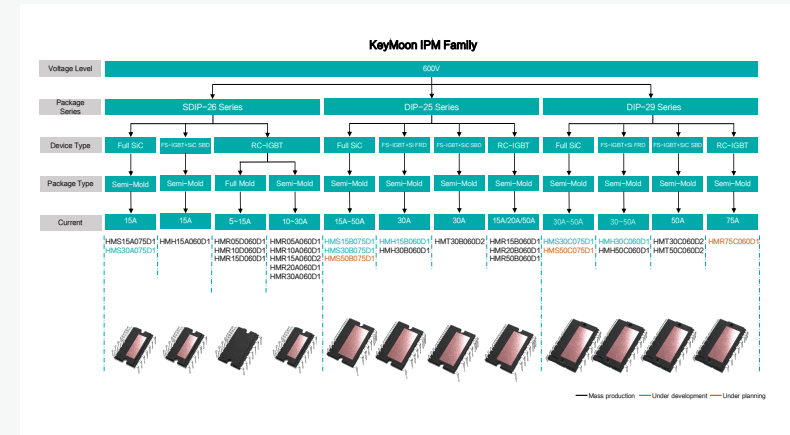 KeyMoon IPM Family
Voltage Level
600V
Package Series
SDIP-26 Series
DIP-25 Series
DIP-29 Series
Device Type
Full SiC
FS-IGBT+SiC SBD
RC-IGBT
Full SiC
FS-IGBT+Si FRD
FS-IGBT+SiC SBD
RC-IGBT
Full SiC
FS-IGBT+Si FRD
FS-IGBT+SiC SBD
RC-IGBT
Package Type
Semi-Mold
Semi-Mold
Full Mold
Semi-Mold
Semi-Mold
Semi-Mold
Semi-Mold
Semi-Mold
Semi-Mold
Semi-Mold
Semi-Mold
Semi-Mold
Current
15A
15A
5~15A
10~30A
15A~50A
30A
30A
15A/20A/50A
30A~50A
30~50A
50A
75A
HMS15A075D1
HMS30A075D1
HMH15A060D1
HMR05D060D1
HMR10D060D1
HMR15D060D1
HMR05A060D1
HMR10A060D1
HMR15A060D2
HMR20A060D1
HMR30A060D1
HMS15B075D1
HMS30B075D1
HMS50B075D1
HMH15B060D1
HMH30B060D1
HMT30B060D2
HMR15B060D1
HMR20B060D1
HMR50B060D1
HMS30C075D1
HMS50C075D1
HMH30C060D1
HMH50C060D1
HMT30C060D2
HMT50C060D2
HMR75C060D1
Mass production
Under development
Under planning